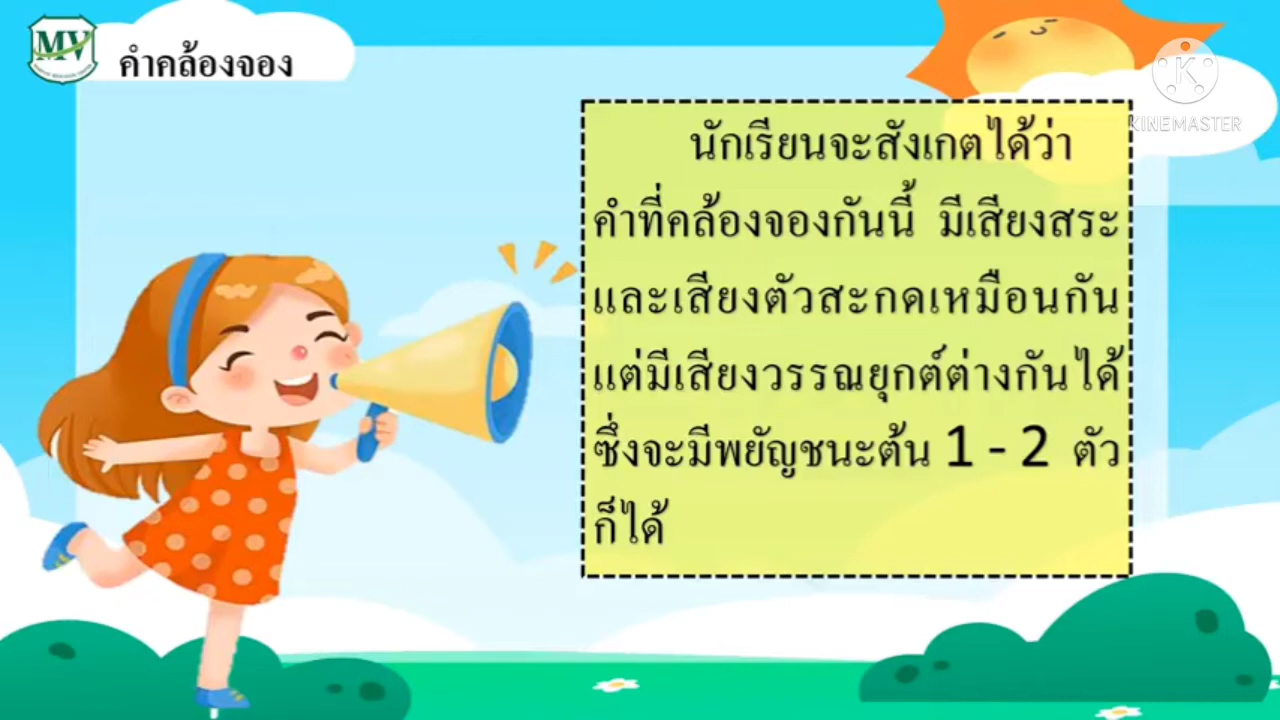 MV
คำคล้องจอง
KINEMASTER
นักเรียนจะสังเกตได้ว่า
คำที่คล้องจองกันนี้ มีเสียงสระ
และเสียงตัวสะกดเหมือนกัน
แต่มีเสียงวรรณยุกต์ต่างกันได้
ซึ่งจะมีพยัญชนะต้น 1 - 2 ตัว
ก็ได้